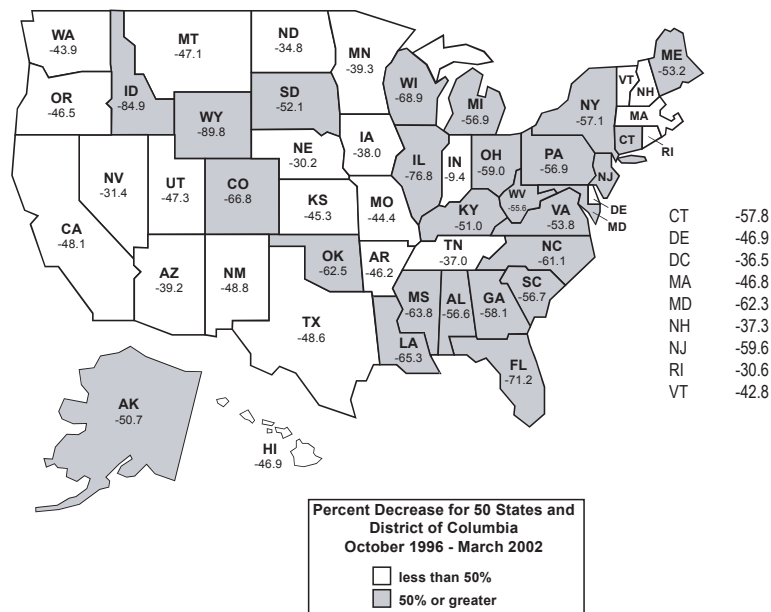 WA
-43.9
MT
-47.1
ND
-34.8
MN
-39.3
ME
-53.2
OR
-46.5
ID
-84.9
WY
-89.8
SD
-52.1
WI
-68.9
MI
-56.9
NY
-57.1
VT
NH
MA
CT
RI
NV
-31.4
UT
-47.3
CO
-66.8
NE
-30.2
IA
-38.0
IL
-76.8
IN
-9.4
OH
-59.0
PA
-56.9
NJ
CA
-48.1
KS
-45.3
MO
-44.4
KY
-51.0
WV
-55.6
VA
-53.8
DE
MD
AZ
-39.2
NM
-48.8
OK
-62.5
AR
-46.2
TN
-37.0
NC
-61.1
SC
-56.7
TX
-48.6
LA
-65.3
MS
-63.8
AL
-56.6
GA
-58.1
FL
-71.2
AK
-50.7
HI
-46.9
CT -57.8
DE -46.9
DC -36.5
MA -46.8
MD -62.3
NH -37.3
NJ -59.6
RI -30.6
VT -42.8
Percent Decrease for 50 States and
District of Columbia
October 1996 - March 2002
less than 50%
50% or greater